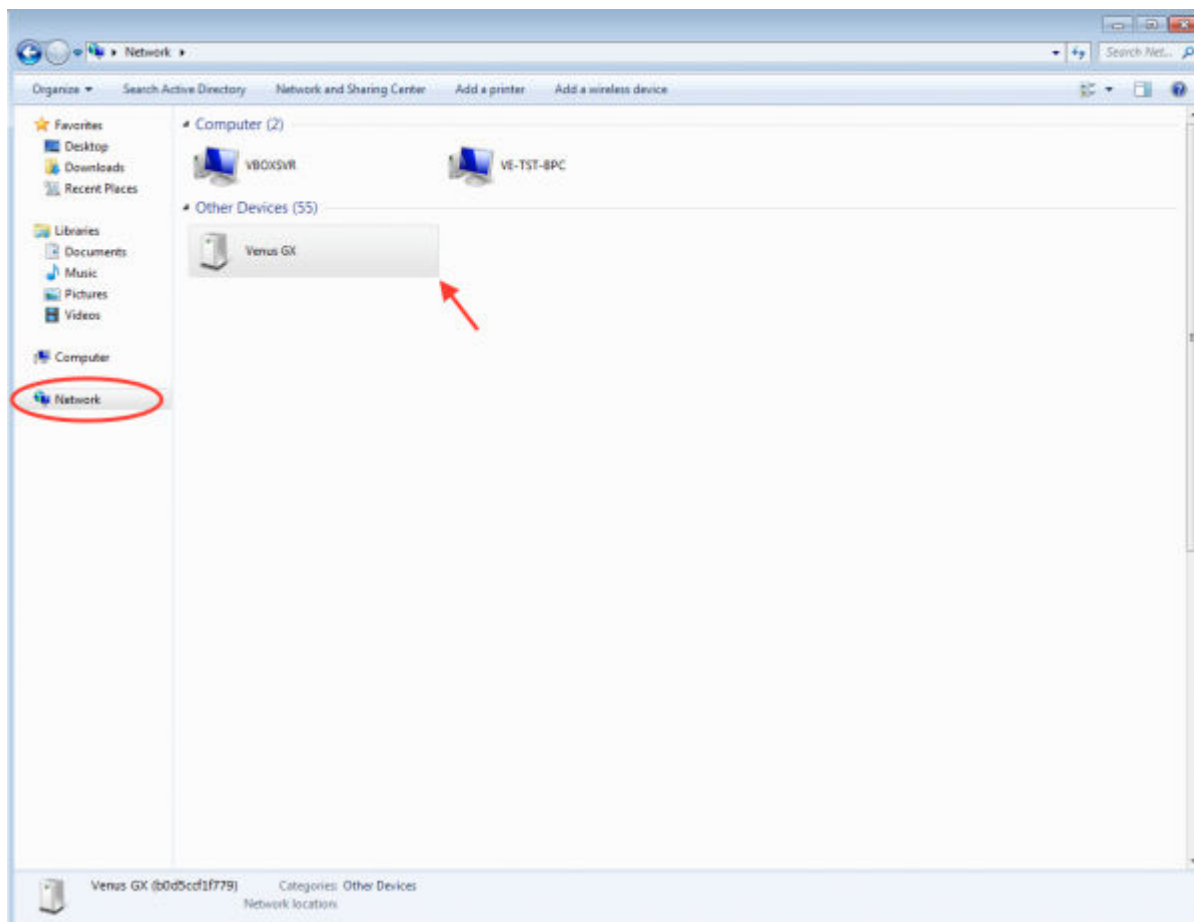 Network
Search Net...
Organize Search Active Directory Network and Sharing Center Add a printer Add a wireless device
Favorites
Desktop
Downloads
Recent Places
Libraries
Documents
Music
Pictures
Videos
Computer
Network
Computer (2)
VBOXSVR VE-TST-8PC
Other Devices (55)
Venus GX
Venus GX (b0d5ccf1f779) Categories: Other Devices
Network location: